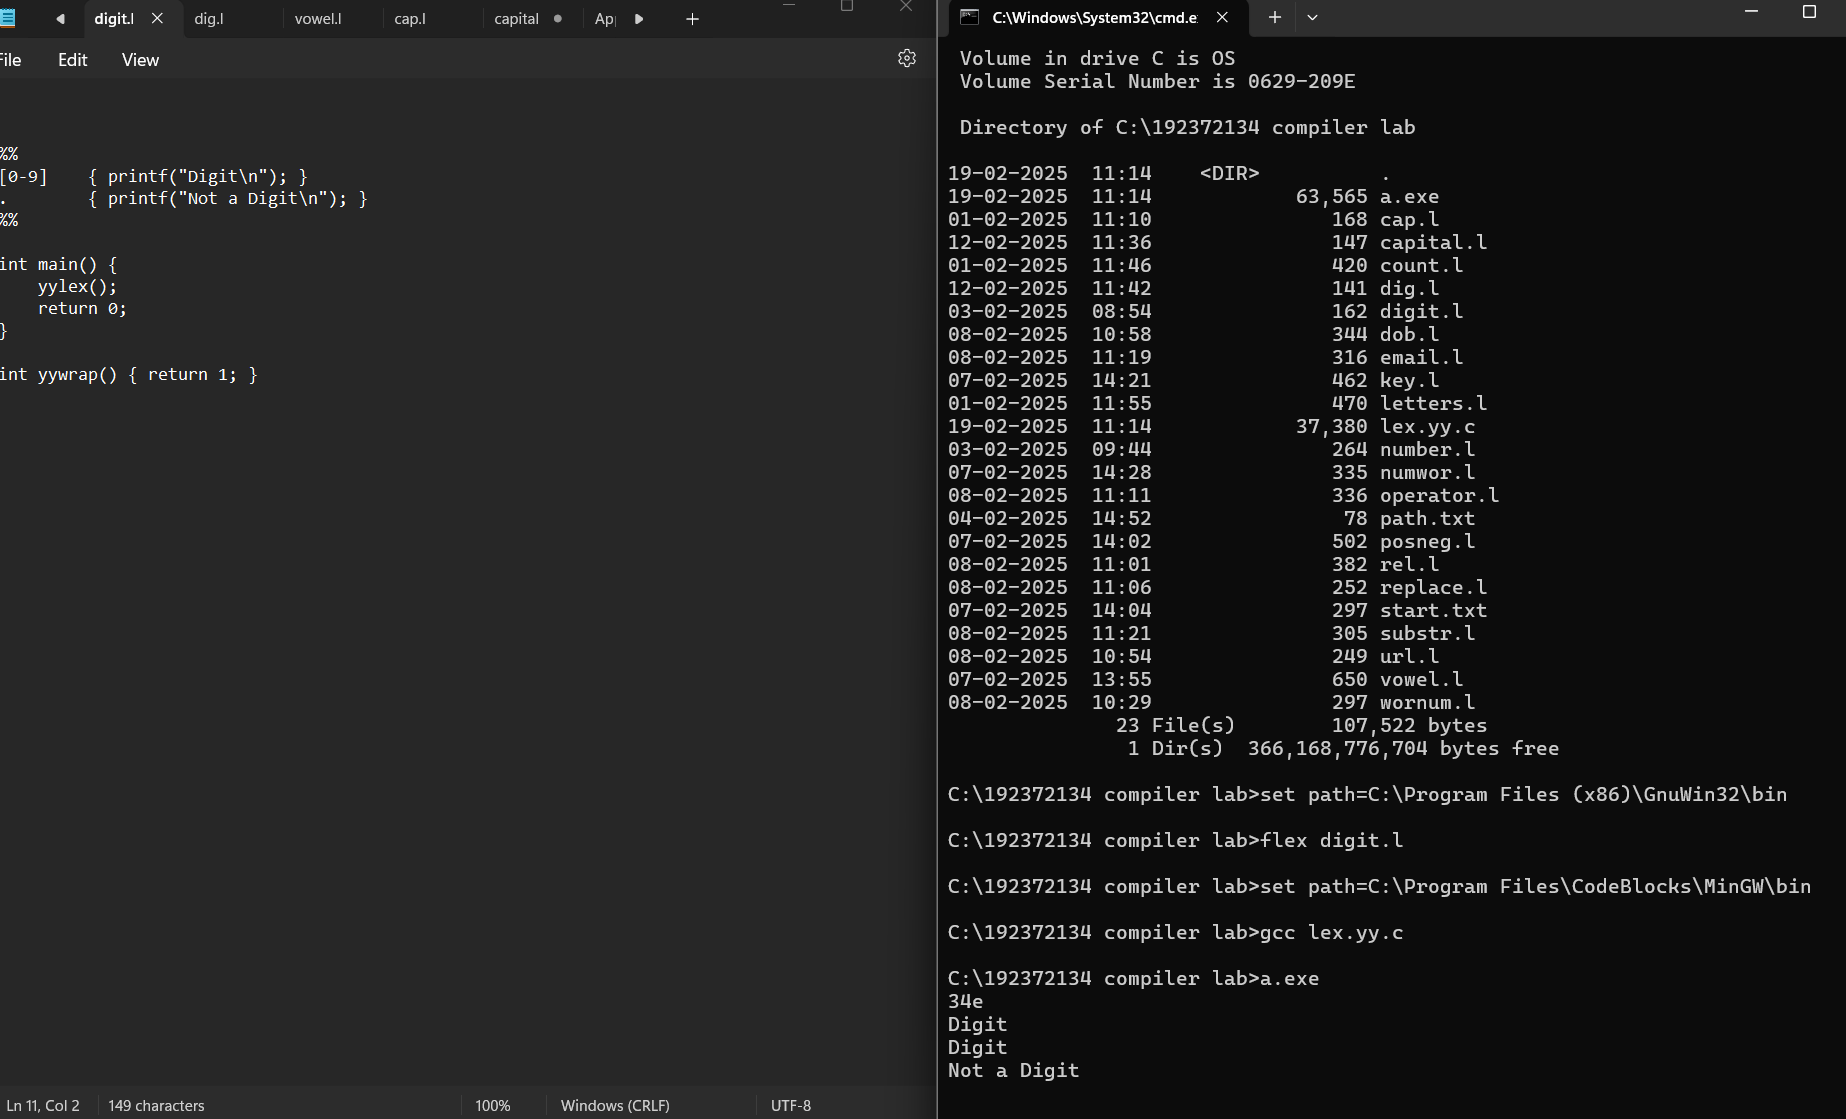 digit.l
dig.l
vowel.l
cap.l
capital
Ap
File
Edit
View
%%
[0-9]    { printf("Digit\n"); }
.        { printf("Not a Digit\n"); }
%%
int main() {
    yylex();
    return 0;
}
int yywrap() { return 1; }
Ln 11, Col 2
149 characters
100%
Windows (CRLF)
UTF-8
C:\Windows\System32\cmd.e
Volume in drive C is OS
Volume Serial Number is 0629-209E
Directory of C:\192372134 compiler lab
19-02-2025  11:14    <DIR>          .
19-02-2025  11:14            63,565 a.exe
01-02-2025  11:10               168 cap.l
12-02-2025  11:36               147 capital.l
01-02-2025  11:46               420 count.l
12-02-2025  11:42               141 dig.l
03-02-2025  08:54               162 digit.l
08-02-2025  10:58               344 dob.l
08-02-2025  11:19               316 email.l
07-02-2025  14:21               462 key.l
01-02-2025  11:55               470 letters.l
19-02-2025  11:14            37,380 lex.yy.c
03-02-2025  09:44               264 number.l
07-02-2025  14:28               335 numwor.l
08-02-2025  11:11               336 operator.l
04-02-2025  14:52                78 path.txt
07-02-2025  14:02               502 posneg.l
08-02-2025  11:01               382 rel.l
08-02-2025  11:06               252 replace.l
07-02-2025  14:04               297 start.txt
08-02-2025  11:21               305 substr.l
08-02-2025  10:54               249 url.l
07-02-2025  13:55               650 vowel.l
08-02-2025  10:29               297 wornum.l
23 File(s)        107,522 bytes
1 Dir(s)  366,168,776,704 bytes free
C:\192372134 compiler lab>set path=C:\Program Files (x86)\GnuWin32\bin
C:\192372134 compiler lab>flex digit.l
C:\192372134 compiler lab>set path=C:\Program Files\CodeBlocks\MinGW\bin
C:\192372134 compiler lab>gcc lex.yy.c
C:\192372134 compiler lab>a.exe
34e
Digit
Digit
Not a Digit